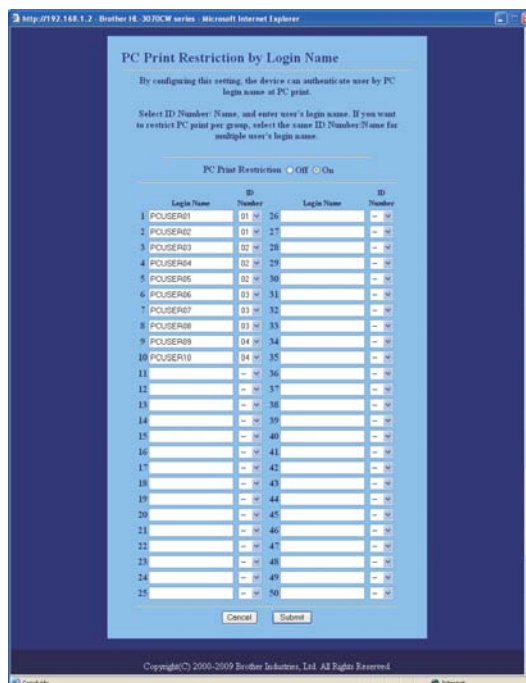 http://192.168.1.2 - Brother HL-3070CW series - Microsoft Internet Explorer
PC Print Restriction by Login Name
By configuring this setting, the device can authenticate user by PC
login name at PC print.
Select ID Number/ Name, and enter user's login name. If you want
to restrict PC print per group, select the same ID Number/Name for
multiple user's login name.
PC Print Restriction Off On
Login Name ID Number Login Name ID Number
1 PCUSER01 01 26 --
2 PCUSER02 01 27 --
3 PCUSER03 02 28 --
4 PCUSER04 02 29 --
5 PCUSER05 02 30 --
6 PCUSER06 03 31 --
7 PCUSER07 03 32 --
8 PCUSER08 03 33 --
9 PCUSER09 04 34 --
10 PCUSER10 04 35 --
11 -- 36 --
12 -- 37 --
13 -- 38 --
14 -- 39 --
15 -- 40 --
16 -- 41 --
17 -- 42 --
18 -- 43 --
19 -- 44 --
20 -- 45 --
21 -- 46 --
22 -- 47 --
23 -- 48 --
24 -- 49 --
25 -- 50 --
Cancel Submit
Copyright(C) 2000-2009 Brother Industries, Ltd. All Rights Reserved.
Internet